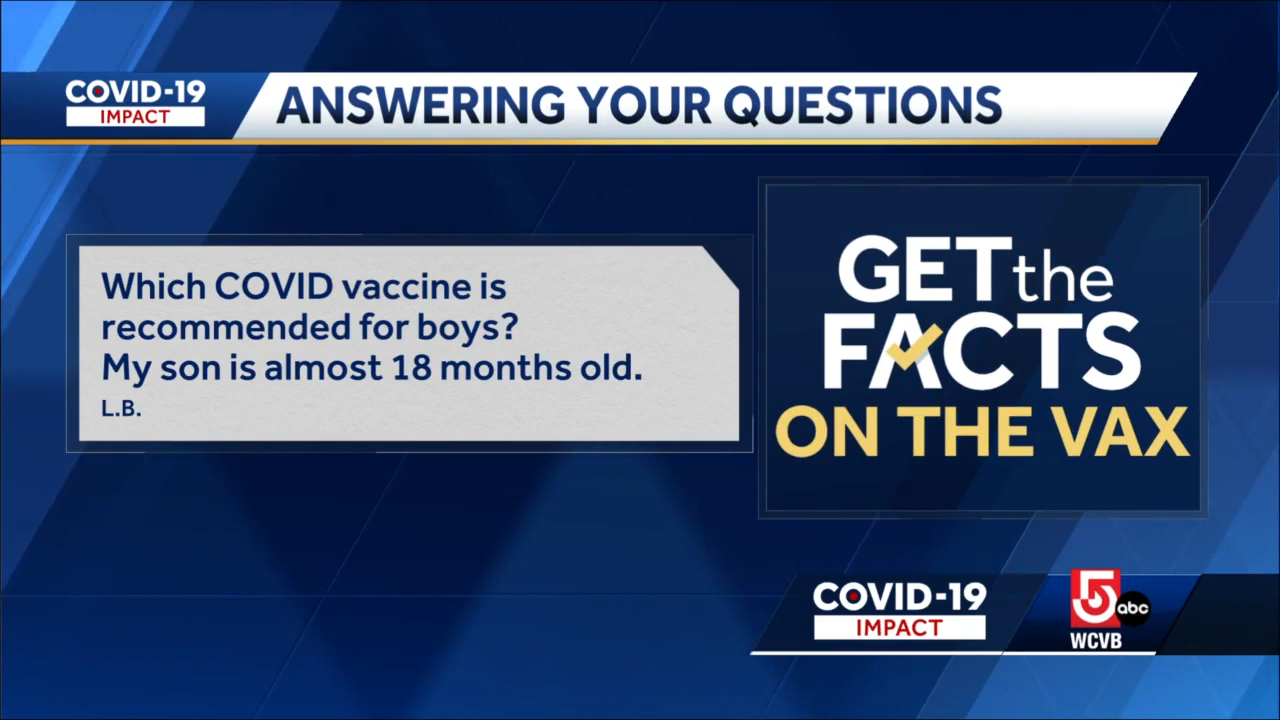 COVID-19
IMPACT
ANSWERING YOUR QUESTIONS
Which COVID vaccine is
recommended for boys?
My son is almost 18 months old.
L.B.
GET the
FACTS
ON THE VAX
COVID-19
IMPACT
5
abc
WCVB